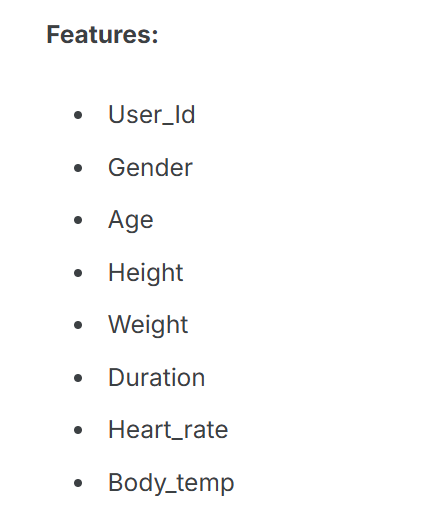 Features:
User_Id
Gender
Age
Height
Weight
Duration
Heart_rate
Body_temp